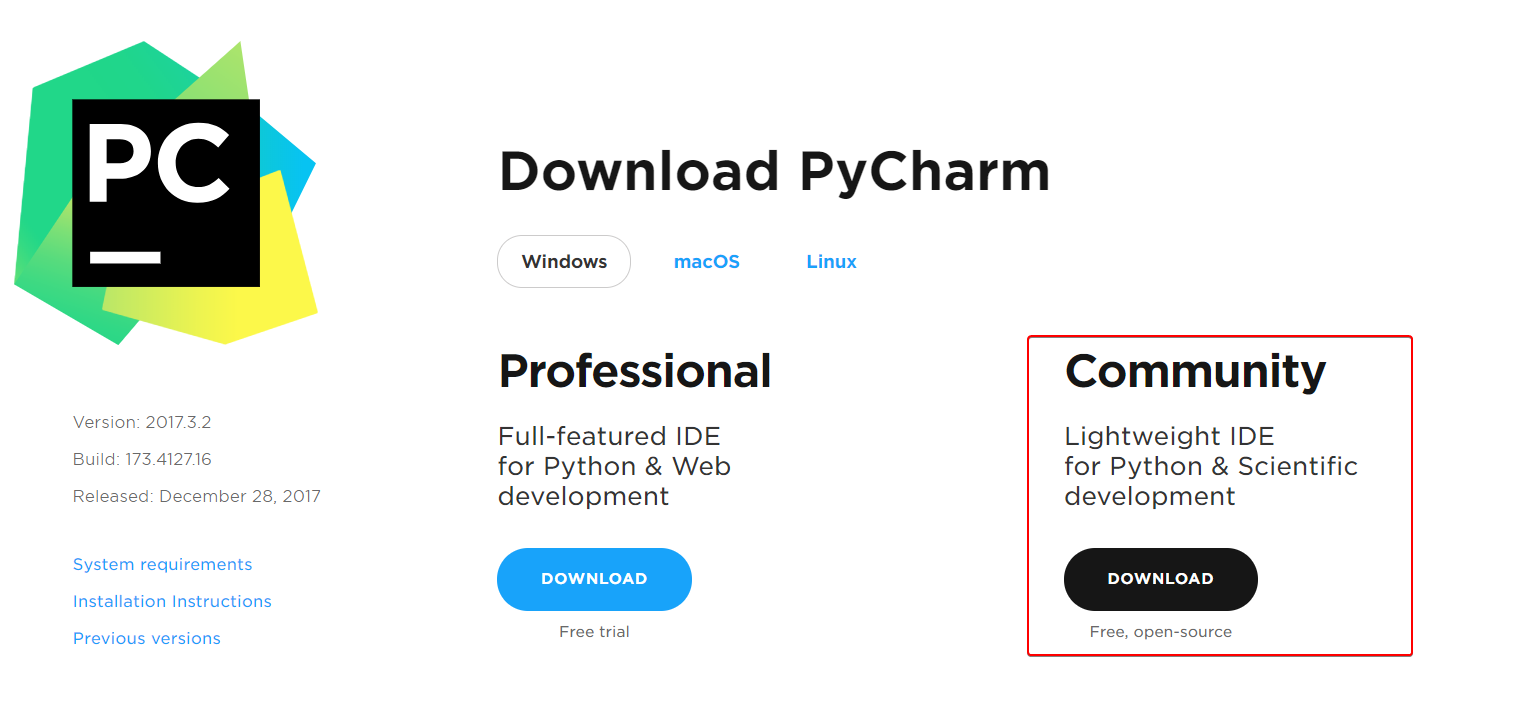 PC
Download PyCharm
Windows
macOS
Linux
Version: 2017.3.2
Build: 173.4127.16
Released: December 28, 2017
System requirements
Installation Instructions
Previous versions
Professional
Full-featured IDE
for Python & Web
development
DOWNLOAD
Free trial
Community
Lightweight IDE
for Python & Scientific
development
DOWNLOAD
Free, open-source